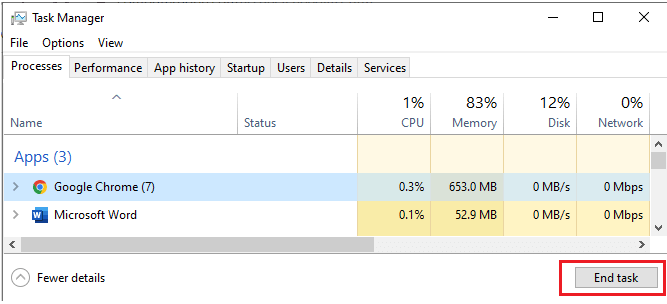 Task Manager
File Options View
Processes Performance App history Startup Users Details Services
1% 83% 12% 0%
Name Status CPU Memory Disk Network
Apps (3)
Google Chrome (7) 0.3% 653.0 MB 0 MB/s 0 Mbps
Microsoft Word 0.1% 52.9 MB 0 MB/s 0 Mbps
Fewer details End task